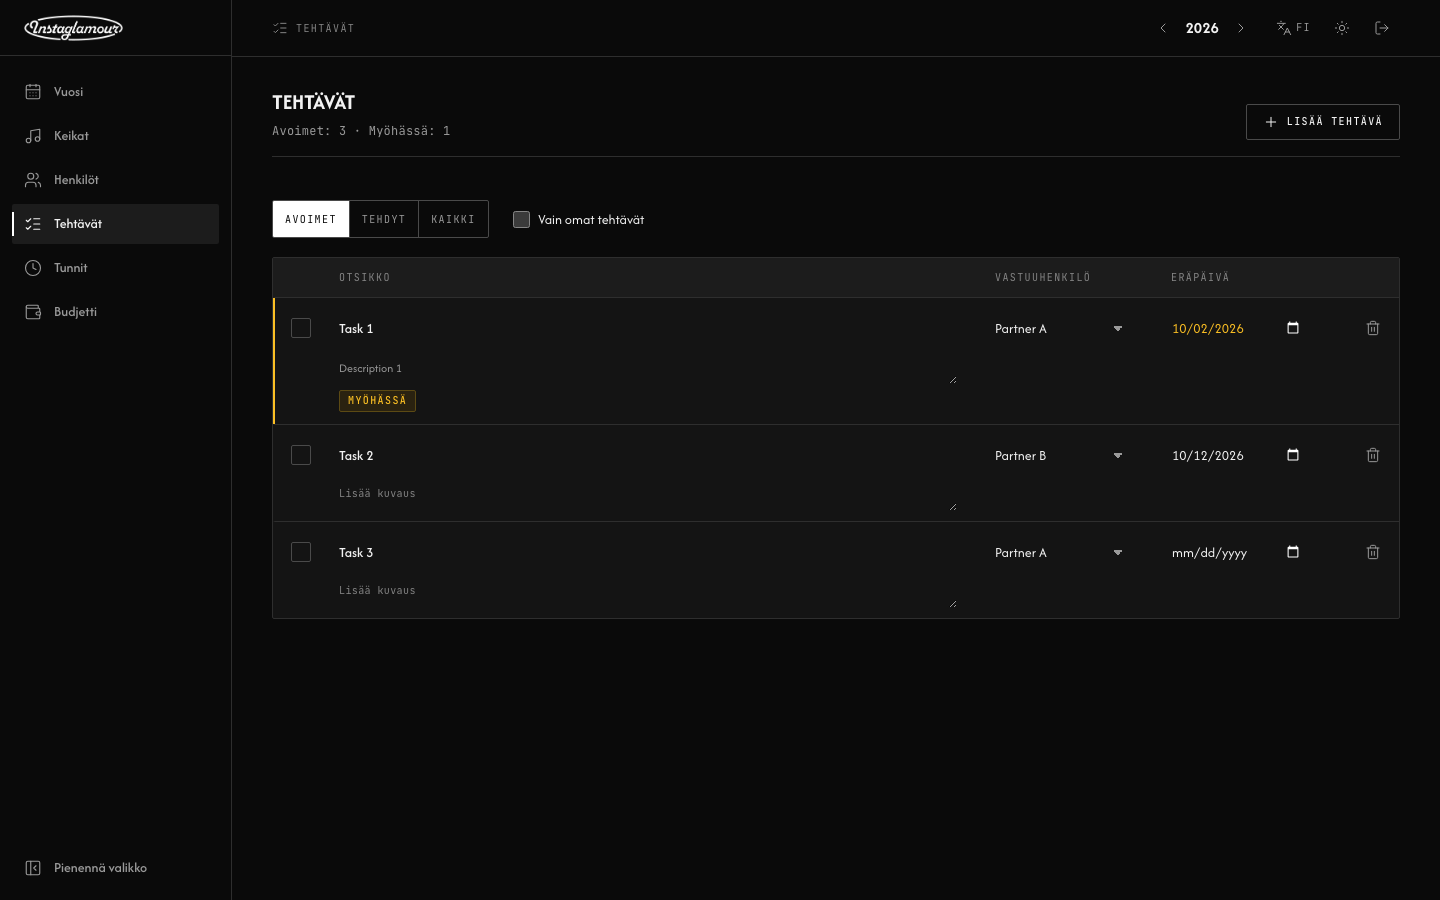 Instaglamour
TEHTÄVÄT
2026
FI
Vuosi
Keikat
Henkilöt
Tehtävät
Tunnit
Budjetti
Pienennä valikko
TEHTÄVÄT
Avoimet: 3 · Myöhässä: 1
LISÄÄ TEHTÄVÄ
AVOIMET TEHDYT KAIKKI Vain omat tehtävät
OTSIKKO VASTUUHENKILÖ ERÄPÄIVÄ
Task 1 Partner A 10/02/2026
Description 1
MYÖHÄSSÄ
Task 2 Partner B 10/12/2026
Lisää kuvaus
Task 3 Partner A mm/dd/yyyy
Lisää kuvaus